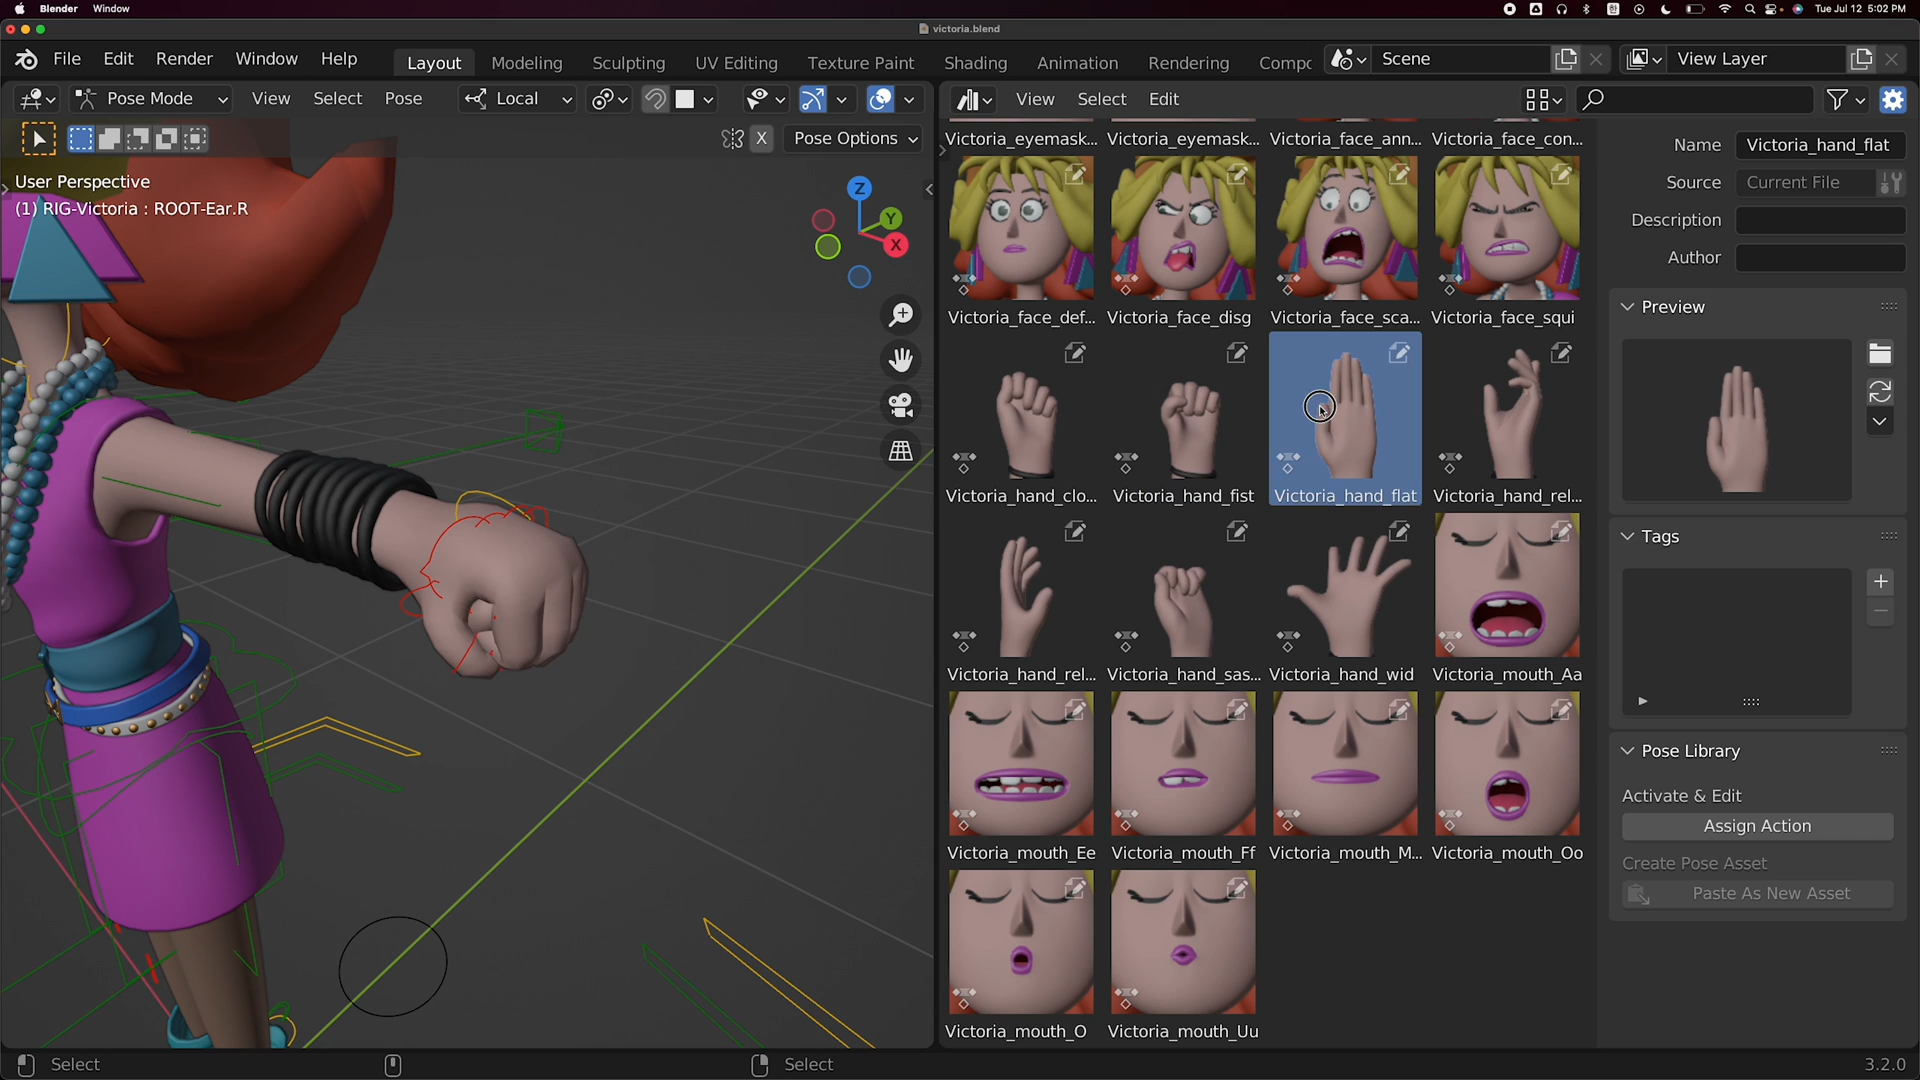 Blender Window
Tue Jul 12 5:02 PM
victoria.blend
File Edit Render Window Help
Layout Modeling Sculpting UV Editing Texture Paint Shading Animation Rendering Compc
Scene
View Layer
Pose Mode View Select Pose Local
View Select Edit
X Pose Options
User Perspective
(1) RIG-Victoria : ROOT-Ear.R
Z
Y
X
Victoria_eyemask... Victoria_eyemask... Victoria_face_ann... Victoria_face_con...
Victoria_face_def... Victoria_face_disg Victoria_face_sca... Victoria_face_squi
Victoria_hand_clo... Victoria_hand_fist Victoria_hand_flat Victoria_hand_rel...
Victoria_hand_rel... Victoria_hand_sas... Victoria_hand_wid Victoria_mouth_Aa
Victoria_mouth_Ee Victoria_mouth_Ff Victoria_mouth_M... Victoria_mouth_Oo
Victoria_mouth_O Victoria_mouth_Uu
Name Victoria_hand_flat
Source Current File
Description
Author
Preview
Tags
Pose Library
Activate & Edit
Assign Action
Create Pose Asset
Paste As New Asset
Select
Select
3.2.0